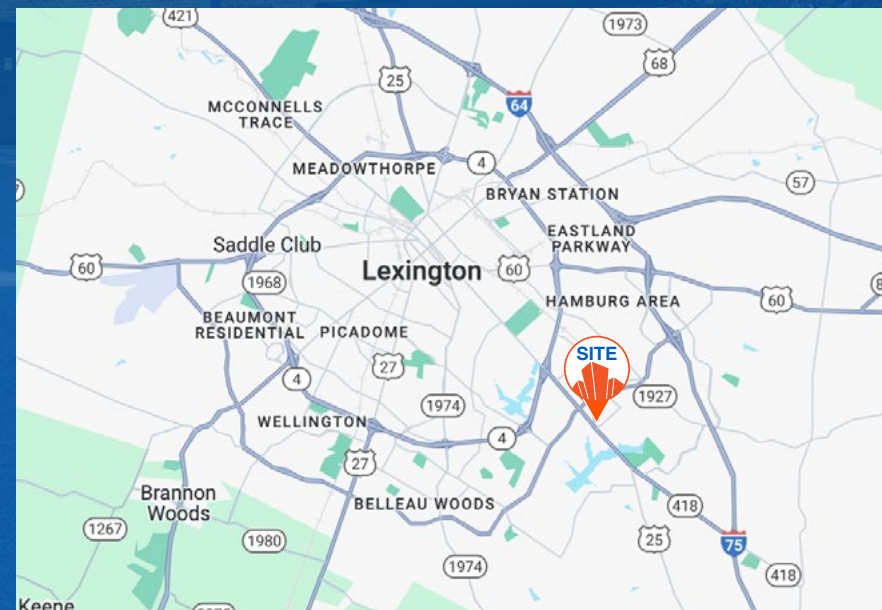 421
1973
25
68
64
MCCONNELLS
TRACE
4
MEADOWTHORPE
57
BRYAN STATION
EASTLAND
PARKWAY
Saddle Club
60
Lexington
60
1968
HAMBURG AREA
60
BEAUMONT
RESIDENTIAL
PICADOME
SITE
27
4
1974
1927
WELLINGTON
4
27
Brannon
Woods
BELLEAU WOODS
418
1267
1980
25
75
1974
418
Keene